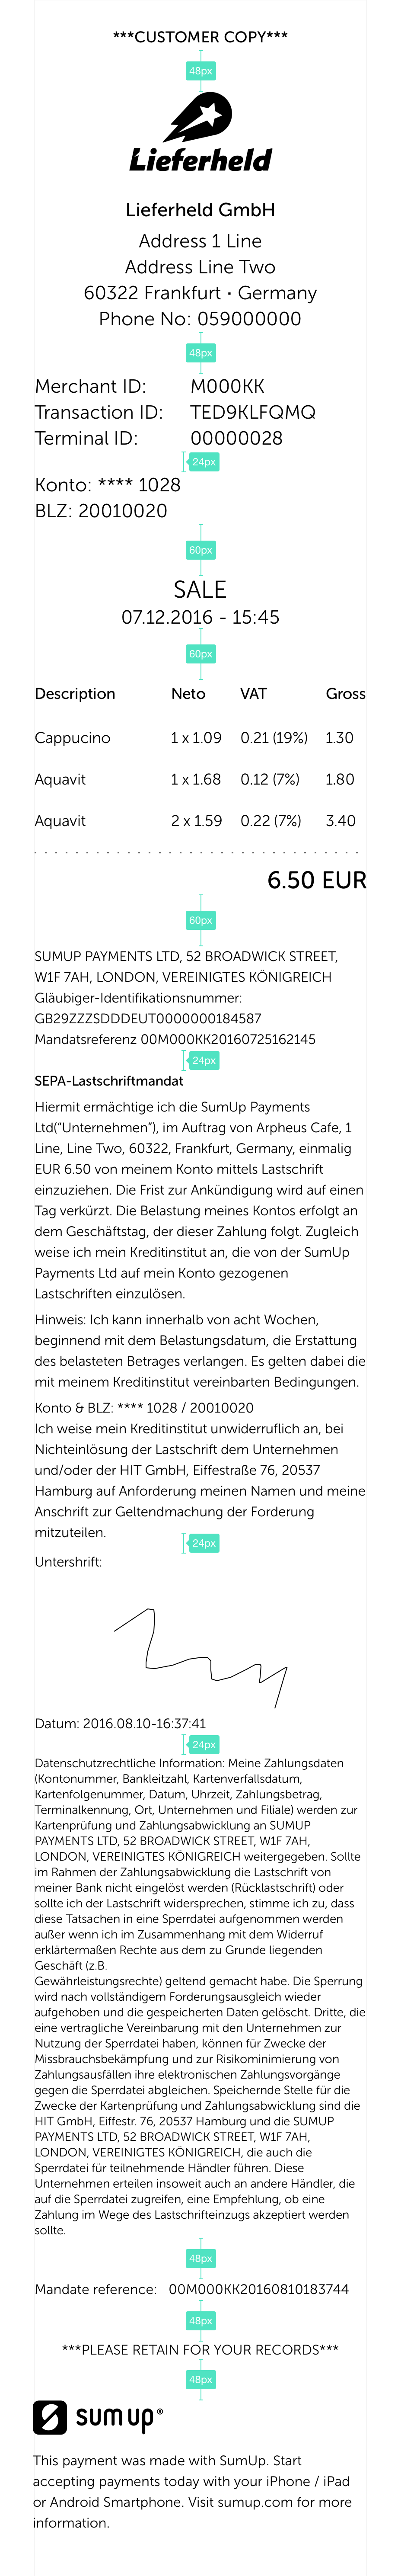 ***CUSTOMER COPY***
48px
Lieferheld
Lieferheld GmbH
Address 1 Line
Address Line Two
60322 Frankfurt · Germany
Phone No: 059000000
48px
Merchant ID: M000KK
Transaction ID: TED9KLFQMQ
Terminal ID: 00000028
24px
Konto: **** 1028
BLZ: 20010020
60px
SALE
07.12.2016 - 15:45
60px
Description Neto VAT Gross
Cappucino 1 x 1.09 0.21 (19%) 1.30
Aquavit 1 x 1.68 0.12 (7%) 1.80
Aquavit 2 x 1.59 0.22 (7%) 3.40
6.50 EUR
60px
SUMUP PAYMENTS LTD, 52 BROADWICK STREET,
W1F 7AH, LONDON, VEREINIGTES KÖNIGREICH
Gläubiger-Identifikationsnummer:
GB29ZZZSDDDEUT0000000184587
Mandatsreferenz 00M000KK20160725162145
24px
SEPA-Lastschriftmandat
Hiermit ermächtige ich die SumUp Payments
Ltd(“Unternehmen”), im Auftrag von Arpheus Cafe, 1
Line, Line Two, 60322, Frankfurt, Germany, einmalig
EUR 6.50 von meinem Konto mittels Lastschrift
einzuziehen. Die Frist zur Ankündigung wird auf einen
Tag verkürzt. Die Belastung meines Kontos erfolgt an
dem Geschäftstag, der dieser Zahlung folgt. Zugleich
weise ich mein Kreditinstitut an, die von der SumUp
Payments Ltd auf mein Konto gezogenen
Lastschriften einzulösen.
Hinweis: Ich kann innerhalb von acht Wochen,
beginnend mit dem Belastungsdatum, die Erstattung
des belasteten Betrages verlangen. Es gelten dabei die
mit meinem Kreditinstitut vereinbarten Bedingungen.
Konto & BLZ: **** 1028 / 20010020
Ich weise mein Kreditinstitut unwiderruflich an, bei
Nichteinlösung der Lastschrift dem Unternehmen
und/oder der HIT GmbH, Eiffestraße 76, 20537
Hamburg auf Anforderung meinen Namen und meine
Anschrift zur Geltendmachung der Forderung
mitzuteilen.
24px
Untershrift:
Datum: 2016.08.10-16:37:41
24px
Datenschutzrechtliche Information: Meine Zahlungsdaten
(Kontonummer, Bankleitzahl, Kartenverfallsdatum,
Kartenfolgenummer, Datum, Uhrzeit, Zahlungsbetrag,
Terminalkennung, Ort, Unternehmen und Filiale) werden zur
Kartenprüfung und Zahlungsabwicklung an SUMUP
PAYMENTS LTD, 52 BROADWICK STREET, W1F 7AH,
LONDON, VEREINIGTES KÖNIGREICH weitergegeben. Sollte
im Rahmen der Zahlungsabwicklung die Lastschrift von
meiner Bank nicht eingelöst werden (Rücklastschrift) oder
sollte ich der Lastschrift widersprechen, stimme ich zu, dass
diese Tatsachen in eine Sperrdatei aufgenommen werden
außer wenn ich im Zusammenhang mit dem Widerruf
erklärtermaßen Rechte aus dem zu Grunde liegenden
Geschäft (z.B.
Gewährleistungsrechte) geltend gemacht habe. Die Sperrung
wird nach vollständigem Forderungsausgleich wieder
aufgehoben und die gespeicherten Daten gelöscht. Dritte, die
eine vertragliche Vereinbarung mit den Unternehmen zur
Nutzung der Sperrdatei haben, können für Zwecke der
Missbrauchsbekämpfung und zur Risikominimierung von
Zahlungsausfällen ihre elektronischen Zahlungsvorgänge
gegen die Sperrdatei abgleichen. Speichernde Stelle für die
Zwecke der Kartenprüfung und Zahlungsabwicklung sind die
HIT GmbH, Eiffestr. 76, 20537 Hamburg und die SUMUP
PAYMENTS LTD, 52 BROADWICK STREET, W1F 7AH,
LONDON, VEREINIGTES KÖNIGREICH, die auch die
Sperrdatei für teilnehmende Händler führen. Diese
Unternehmen erteilen insoweit auch an andere Händler, die
auf die Sperrdatei zugreifen, eine Empfehlung, ob eine
Zahlung im Wege des Lastschrifteinzugs akzeptiert werden
sollte.
48px
Mandate reference: 00M000KK20160810183744
48px
***PLEASE RETAIN FOR YOUR RECORDS***
48px
sumup®
This payment was made with SumUp. Start
accepting payments today with your iPhone / iPad
or Android Smartphone. Visit sumup.com for more
information.